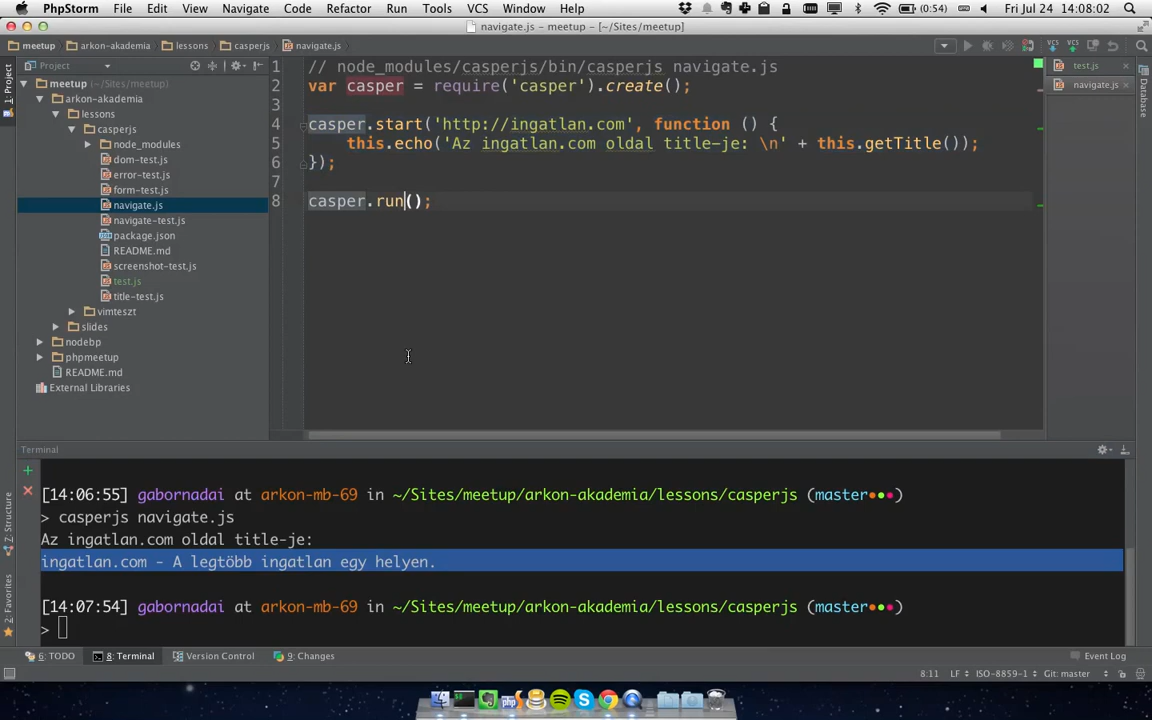 PhpStorm File Edit View Navigate Code Refactor Run Tools VCS Window Help (0:54) Fri Jul 24 14:08:02
navigate.js – meetup – [~/Sites/meetup]
meetup arkon-akademia lessons casperjs navigate.js
1: Project
Project
meetup (~/Sites/meetup)
arkon-akademia
lessons
casperjs
node_modules
dom-test.js
error-test.js
form-test.js
navigate.js
navigate-test.js
package.json
README.md
screenshot-test.js
test.js
title-test.js
vimteszt
slides
nodebp
phpmeetup
README.md
External Libraries
1 // node_modules/casperjs/bin/casperjs navigate.js
2 var casper = require('casper').create();
3
4 casper.start('http://ingatlan.com', function () {
5 this.echo('Az ingatlan.com oldal title-je: \n' + this.getTitle());
6 });
7
8 casper.run();
test.js
navigate.js
Database
Terminal
[14:06:55] gabornadai at arkon-mb-69 in ~/Sites/meetup/arkon-akademia/lessons/casperjs (master•••)
> casperjs navigate.js
Az ingatlan.com oldal title-je:
ingatlan.com - A legtöbb ingatlan egy helyen.
[14:07:54] gabornadai at arkon-mb-69 in ~/Sites/meetup/arkon-akademia/lessons/casperjs (master•••)
>
Z: Structure
2: Favorites
6: TODO 8: Terminal Version Control 9: Changes Event Log
8:11 LF ISO-8859-1 Git: master
php